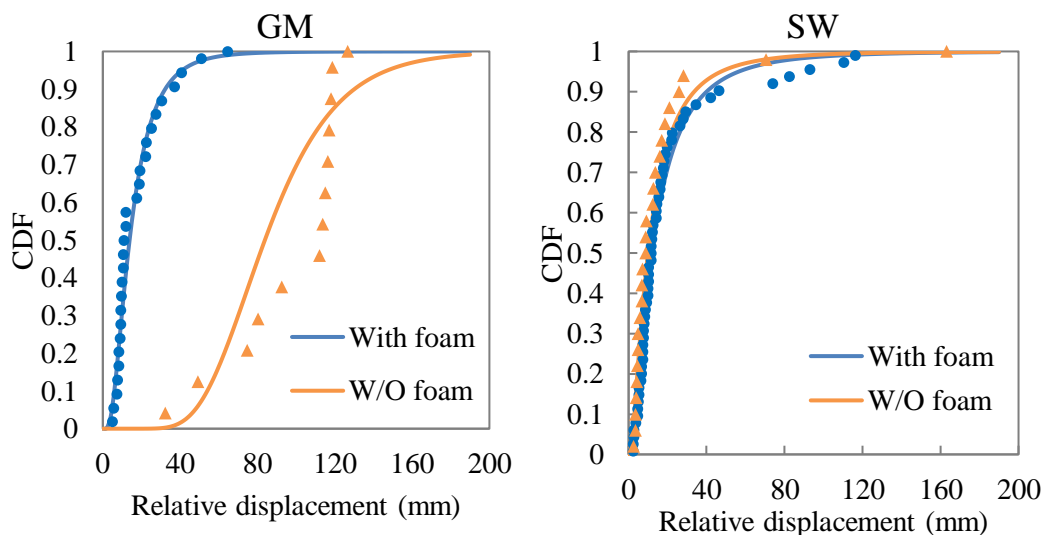 GM
CDF
1
0.9
0.8
0.7
0.6
0.5
0.4
0.3
0.2
0.1
0
With foam
W/O foam
0 40 80 120 160 200
Relative displacement (mm)
SW
CDF
1
0.9
0.8
0.7
0.6
0.5
0.4
0.3
0.2
0.1
0
With foam
W/O foam
0 40 80 120 160 200
Relative displacement (mm)